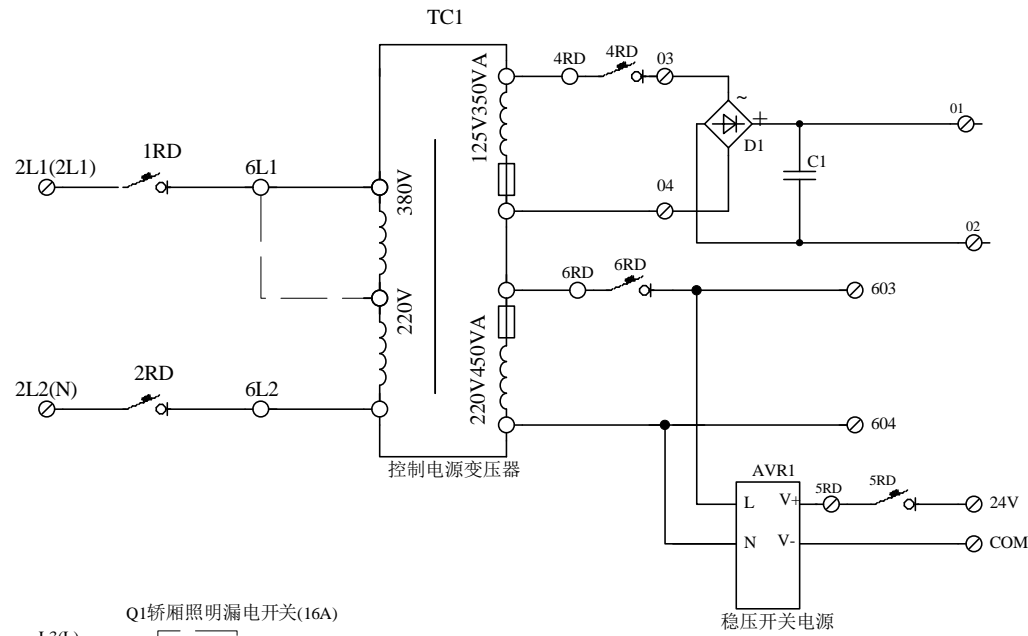 TC1
4RD 4RD 03
125V350VA
~
+
D1
01
C1
2L1(2L1) 1RD 6L1
380V
04
02
6RD 6RD
603
220V
220V450VA
2L2(N) 2RD 6L2
604
控制电源变压器
AVR1
L V+ 5RD 5RD 24V
N V- COM
稳压开关电源
Q1轿厢照明漏电开关(16A)